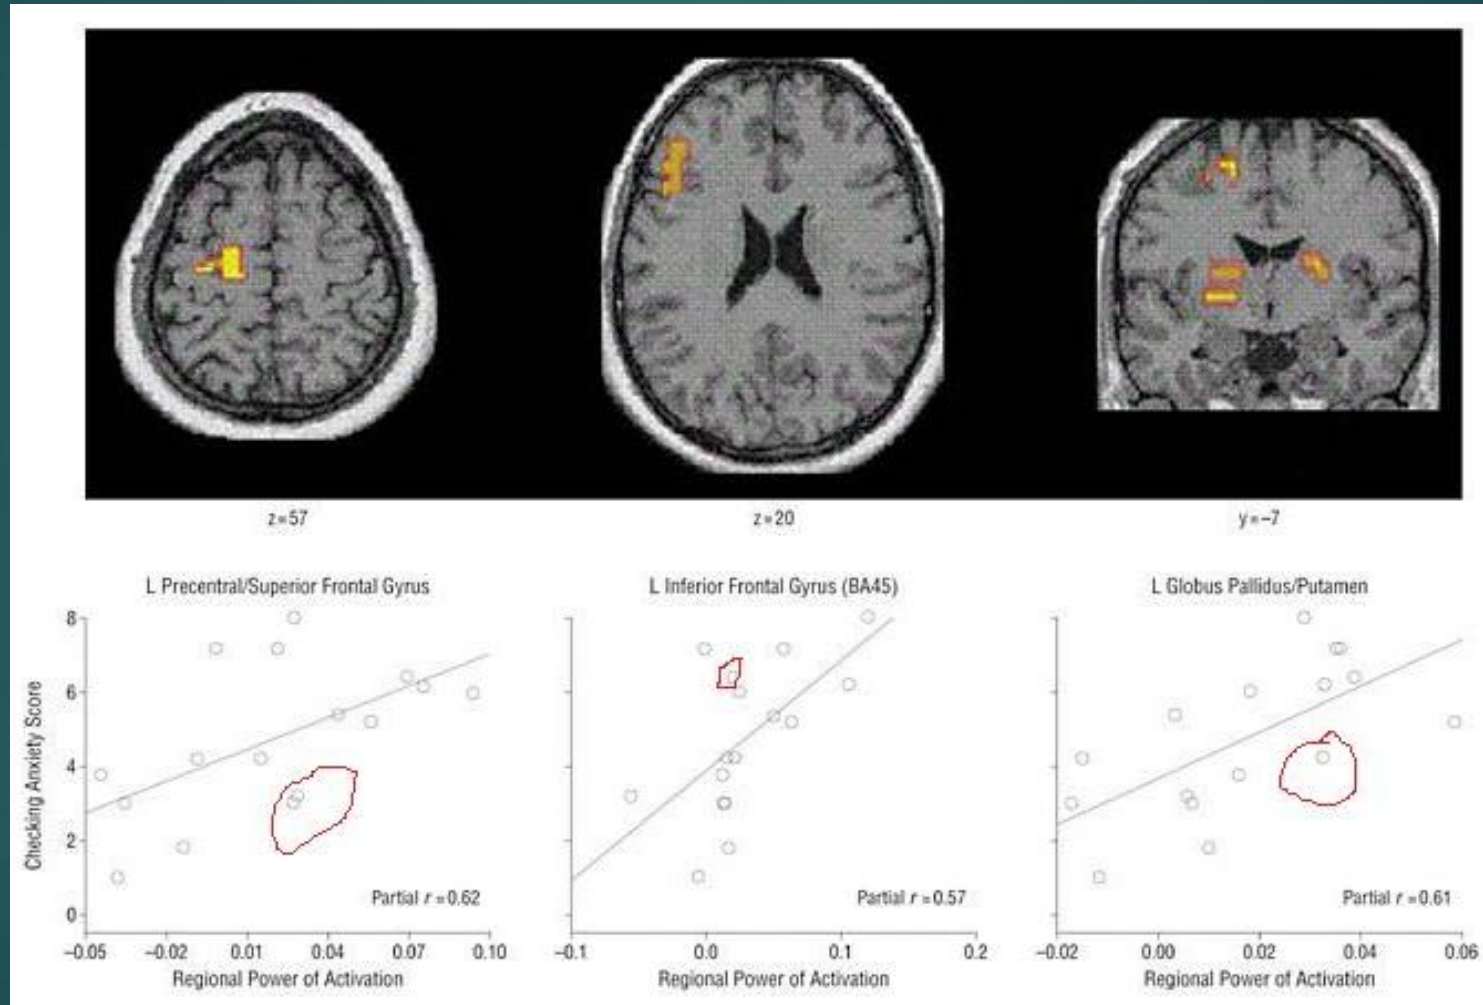 z=57
z=20
y=–7
L Precentral/Superior Frontal Gyrus
L Inferior Frontal Gyrus (BA45)
L Globus Pallidus/Putamen
Checking Anxiety Score
8
6
4
2
0
Partial r=0.62
Partial r=0.57
Partial r=0.61
–0.05 –0.02 0.01 0.04 0.07 0.10
–0.1 0.0 0.1 0.2
–0.02 0.00 0.02 0.04 0.06
Regional Power of Activation
Regional Power of Activation
Regional Power of Activation